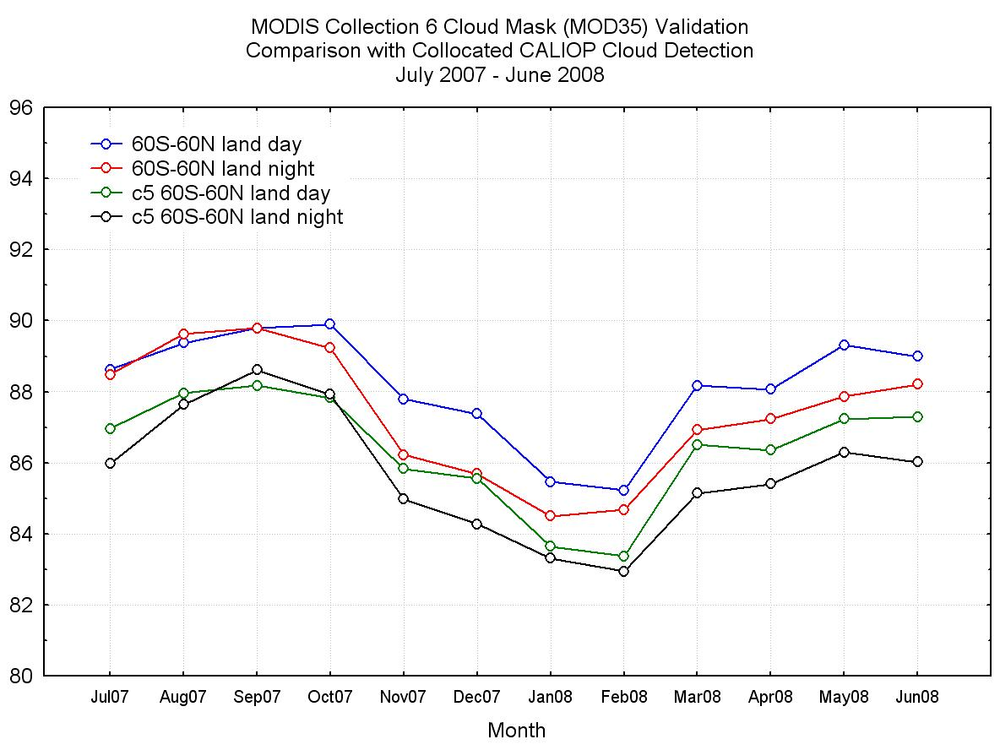 MODIS Collection 6 Cloud Mask (MOD35) Validation
Comparison with Collocated CALIOP Cloud Detection
July 2007 - June 2008
96
94
92
90
88
86
84
82
80
60S-60N land day
60S-60N land night
c5 60S-60N land day
c5 60S-60N land night
Jul07 Aug07 Sep07 Oct07 Nov07 Dec07 Jan08 Feb08 Mar08 Apr08 May08 Jun08
Month